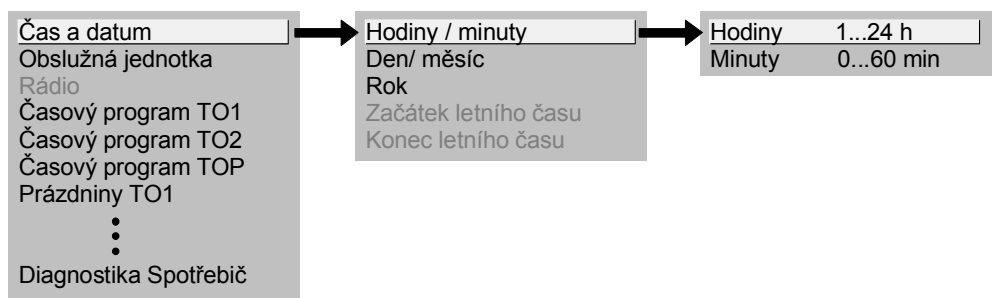 Čas a datum
Obslužná jednotka
Rádio
Časový program TO1
Časový program TO2
Časový program TOP
Prázdniny TO1
Diagnostika Spotřebič
Hodiny / minuty
Den/ měsíc
Rok
Začátek letního času
Konec letního času
Hodiny 1...24 h
Minuty 0...60 min